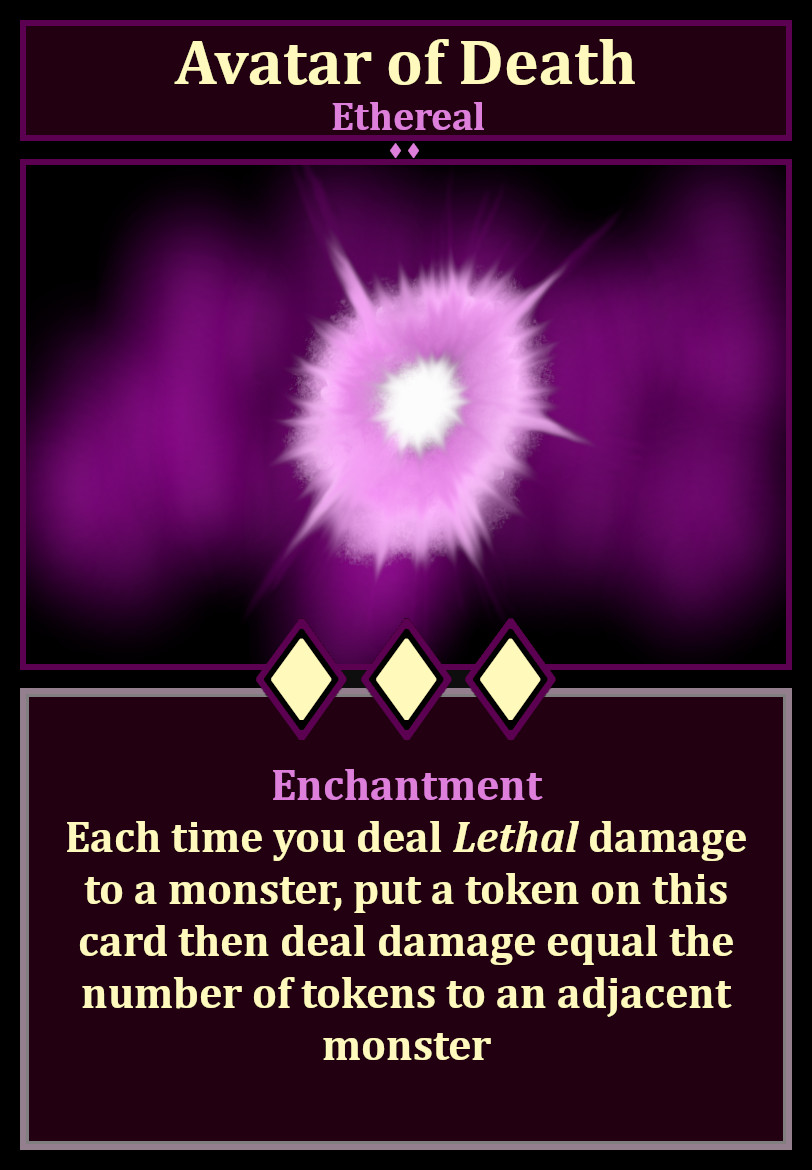 Avatar of Death
Ethereal
Enchantment
Each time you deal Lethal damage
to a monster, put a token on this
card then deal damage equal the
number of tokens to an adjacent
monster